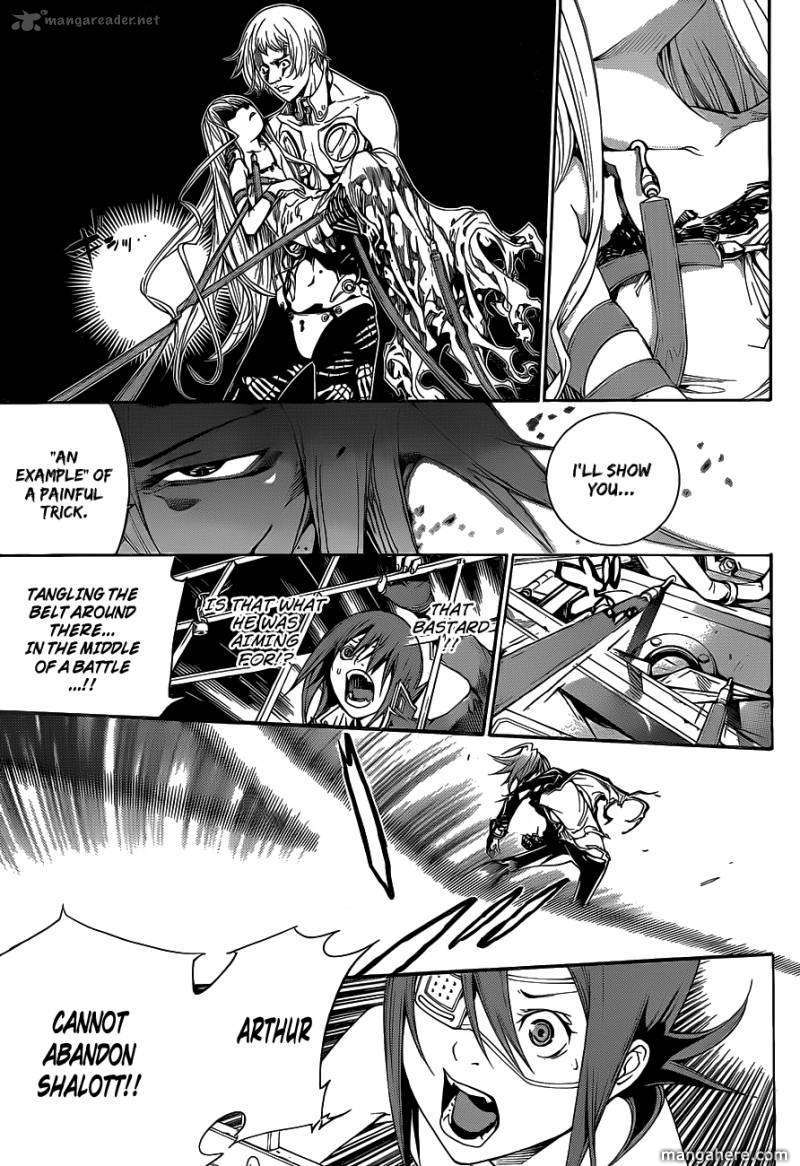 mangareader.net
I'LL SHOW
YOU...
"AN
EXAMPLE" OF
A PAINFUL
TRICK.
THAT
BASTARD
...!!!
IS THAT WHAT
HE WAS
AIMING
FOR!?
TANGLING THE
BELT AROUND
THERE...
IN THE MIDDLE
OF A BATTLE
...!!
ARTHUR
CANNOT
ABANDON
SHALOTT!!
mangahere.com